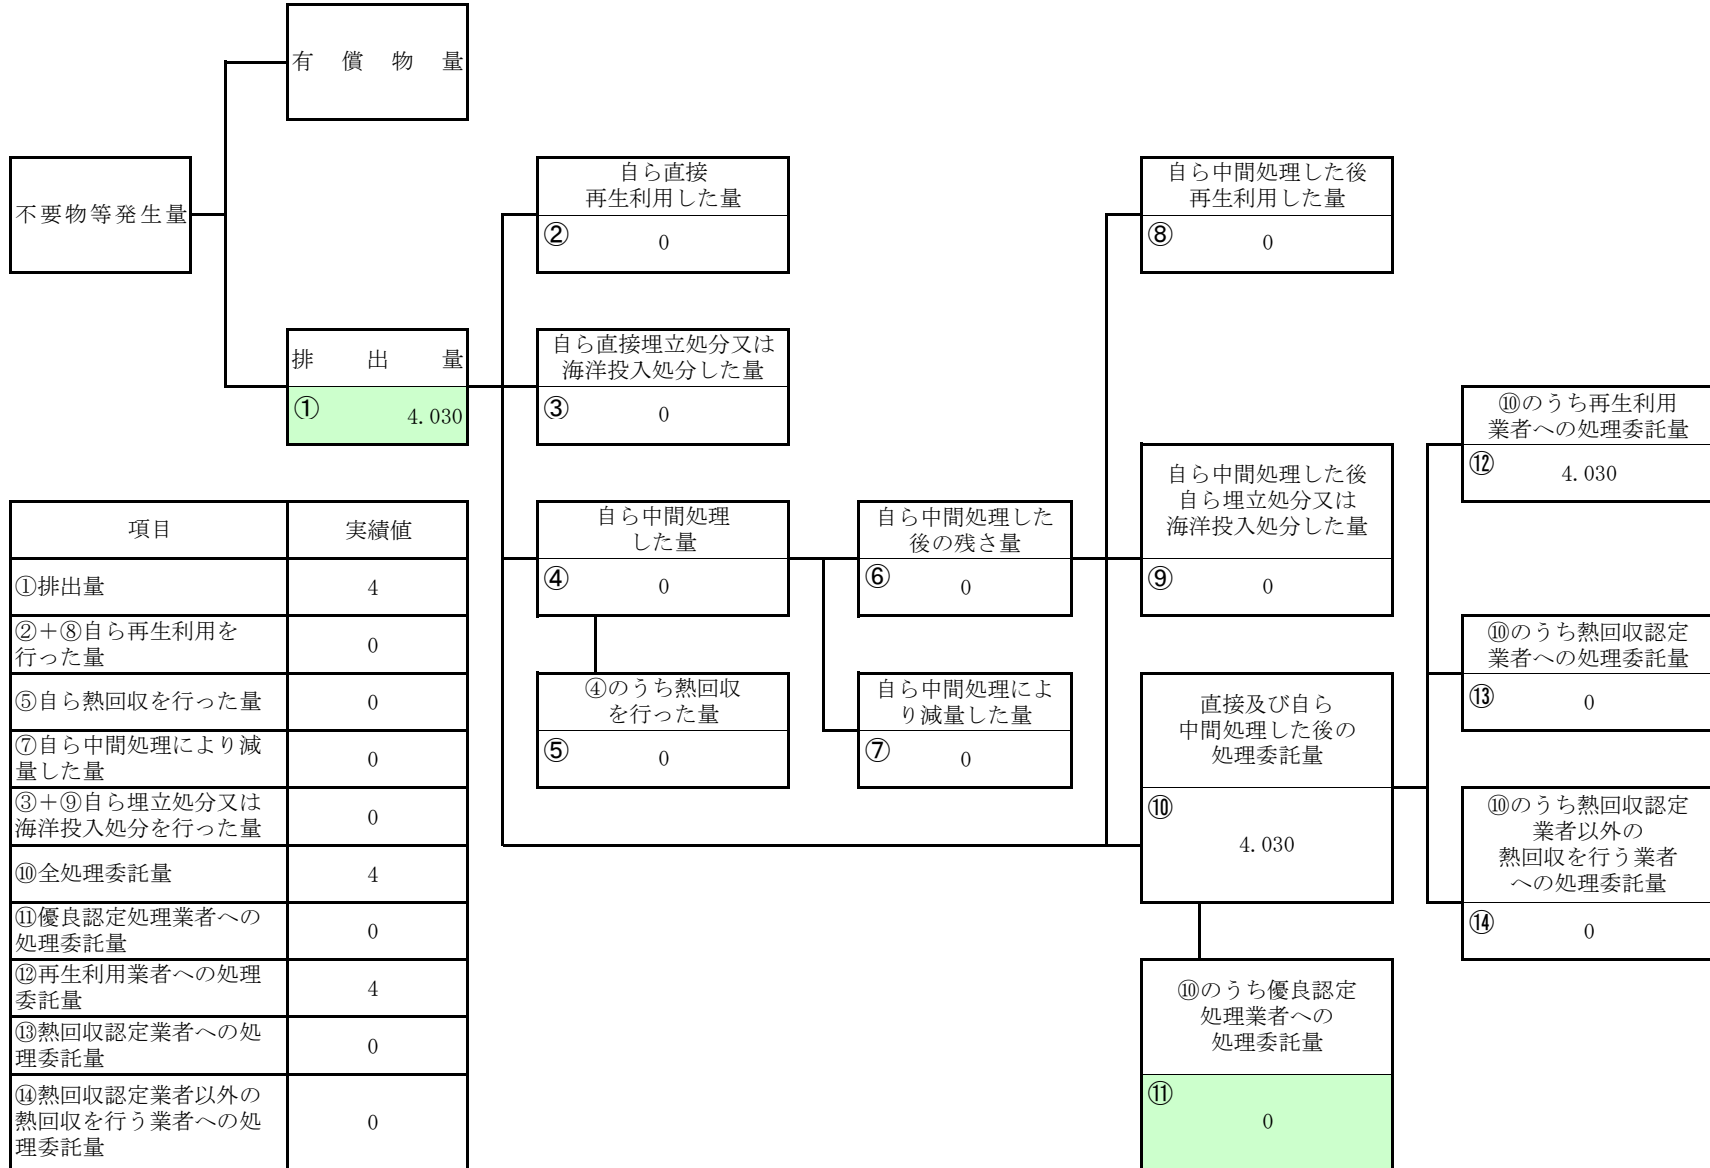 有償物量
不要物等発生量
排出量
① 4.030
自ら直接
再生利用した量
② 0
自ら直接埋立処分又は
海洋投入処分した量
③ 0
自ら中間処理
した量
④ 0
④のうち熱回収
を行った量
⑤ 0
自ら中間処理した
後の残さ量
⑥ 0
自ら中間処理によ
り減量した量
⑦ 0
自ら中間処理した後
再生利用した量
⑧ 0
自ら中間処理した後
自ら埋立処分又は
海洋投入処分した量
⑨ 0
直接及び自ら
中間処理した後の
処理委託量
⑩
4.030
⑩のうち優良認定
処理業者への
処理委託量
⑪
0
⑩のうち再生利用
業者への処理委託量
⑫ 4.030
⑩のうち熱回収認定
業者への処理委託量
⑬ 0
⑩のうち熱回収認定
業者以外の
熱回収を行う業者
への処理委託量
⑭ 0
項目 実績値
①排出量 4
②+⑧自ら再生利用を
行った量 0
⑤自ら熱回収を行った量 0
⑦自ら中間処理により減
量した量 0
③+⑨自ら埋立処分又は
海洋投入処分を行った量 0
⑩全処理委託量 4
⑪優良認定処理業者への
処理委託量 0
⑫再生利用業者への処理
委託量 4
⑬熱回収認定業者への処
理委託量 0
⑭熱回収認定業者以外の
熱回収を行う業者への処
理委託量 0